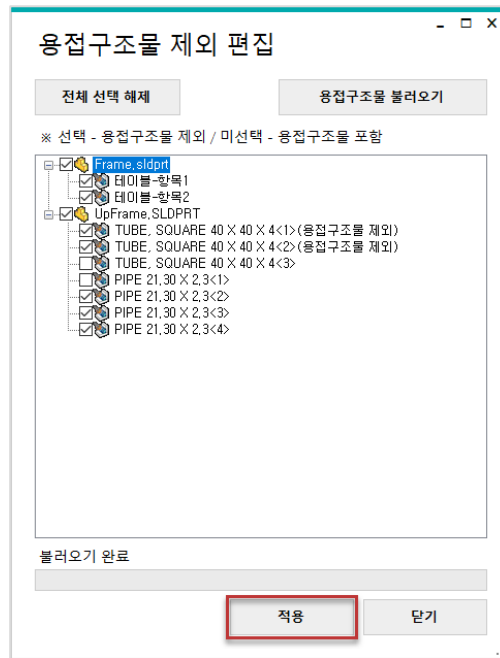 용접구조물 제외 편집
전체 선택 해제
용접구조물 불러오기
※ 선택 - 용접구조물 제외 / 미선택 - 용접구조물 포함
Frame.sldprt
테이블-항목1
테이블-항목2
UpFrame.SLDPRT
TUBE, SQUARE 40 X 40 X 4<1>(용접구조물 제외)
TUBE, SQUARE 40 X 40 X 4<2>(용접구조물 제외)
TUBE, SQUARE 40 X 40 X 4<3>
PIPE 21,30 X 2,3<1>
PIPE 21,30 X 2,3<2>
PIPE 21,30 X 2,3<3>
PIPE 21,30 X 2,3<4>
불러오기 완료
적용
닫기